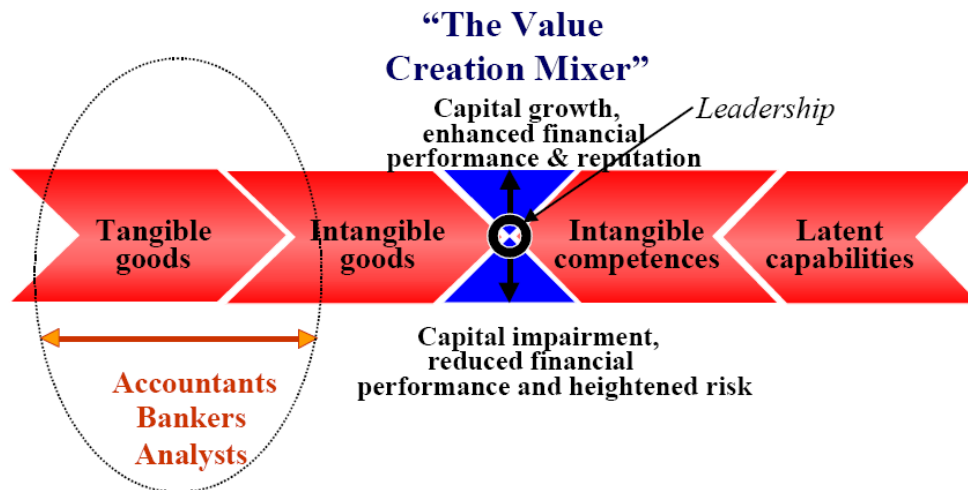 “The Value
Creation Mixer”
Capital growth,
enhanced financial
performance & reputation
Leadership
Tangible
goods
Intangible
goods
Intangible
competences
Latent
capabilities
Capital impairment,
reduced financial
performance and heightened risk
Accountants
Bankers
Analysts